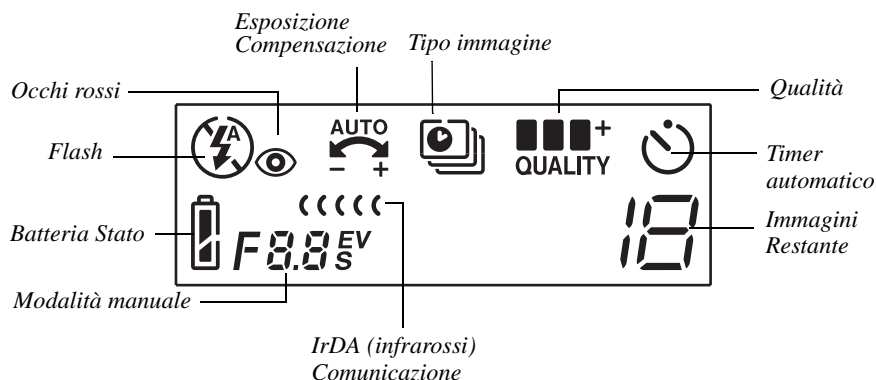 Esposizione
Compensazione
Tipo immagine
Occhi rossi
Qualità
A
AUTO
- +
+
QUALITY
Flash
Timer
automatico
Batteria Stato
F8.8 EV
S
18
Immagini
Restante
Modalità manuale
IrDA (infrarossi)
Comunicazione